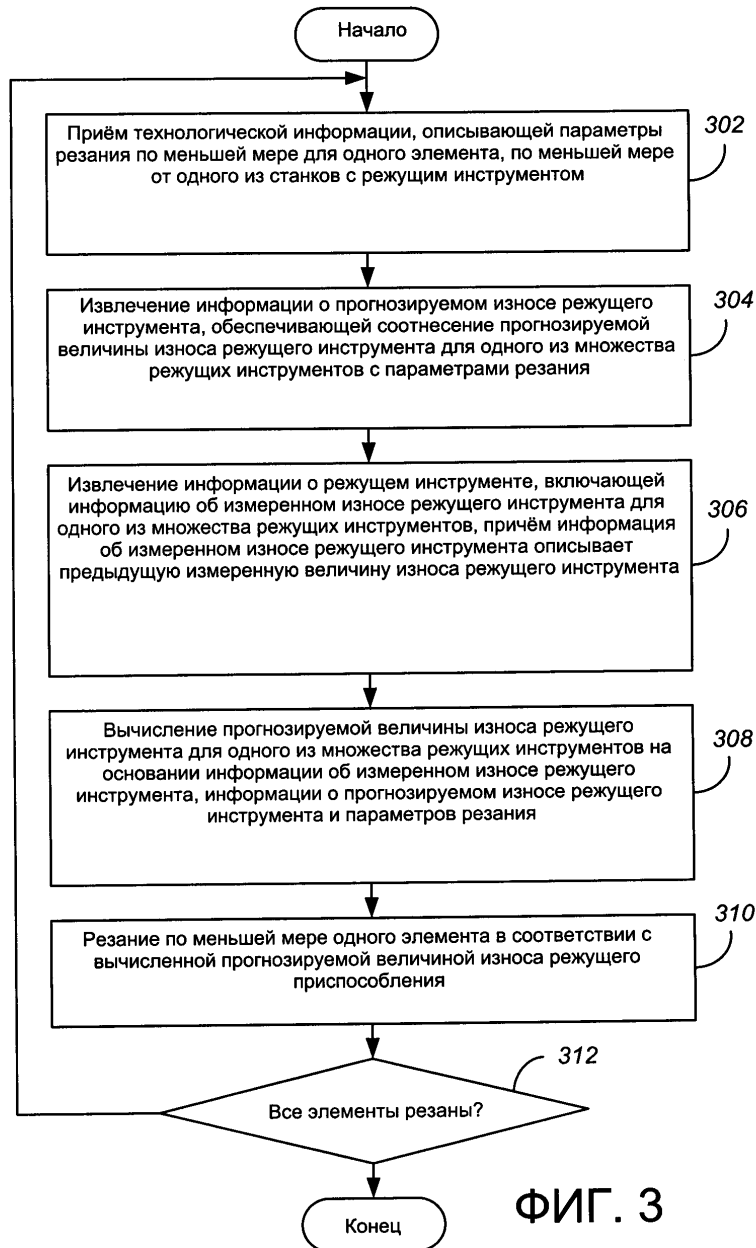 Начало
Приём технологической информации, описывающей параметры
резания по меньшей мере для одного элемента, по меньшей мере
от одного из станков с режущим инструментом
302
Извлечение информации о прогнозируемом износе режущего
инструмента, обеспечивающей соотнесение прогнозируемой
величины износа режущего инструмента для одного из множества
режущих инструментов с параметрами резания
304
Извлечение информации о режущем инструменте, включающей
информацию об измеренном износе режущего инструмента для
одного из множества режущих инструментов, причём информация
об измеренном износе режущего инструмента описывает
предыдущую измеренную величину износа режущего инструмента
306
Вычисление прогнозируемой величины износа режущего
инструмента для одного из множества режущих инструментов на
основании информации об измеренном износе режущего
инструмента, информации о прогнозируемом износе режущего
инструмента и параметров резания
308
Резание по меньшей мере одного элемента в соответствии с
вычисленной прогнозируемой величиной износа режущего
приспособления
310
Все элементы резаны?
312
Конец
ФИГ. 3